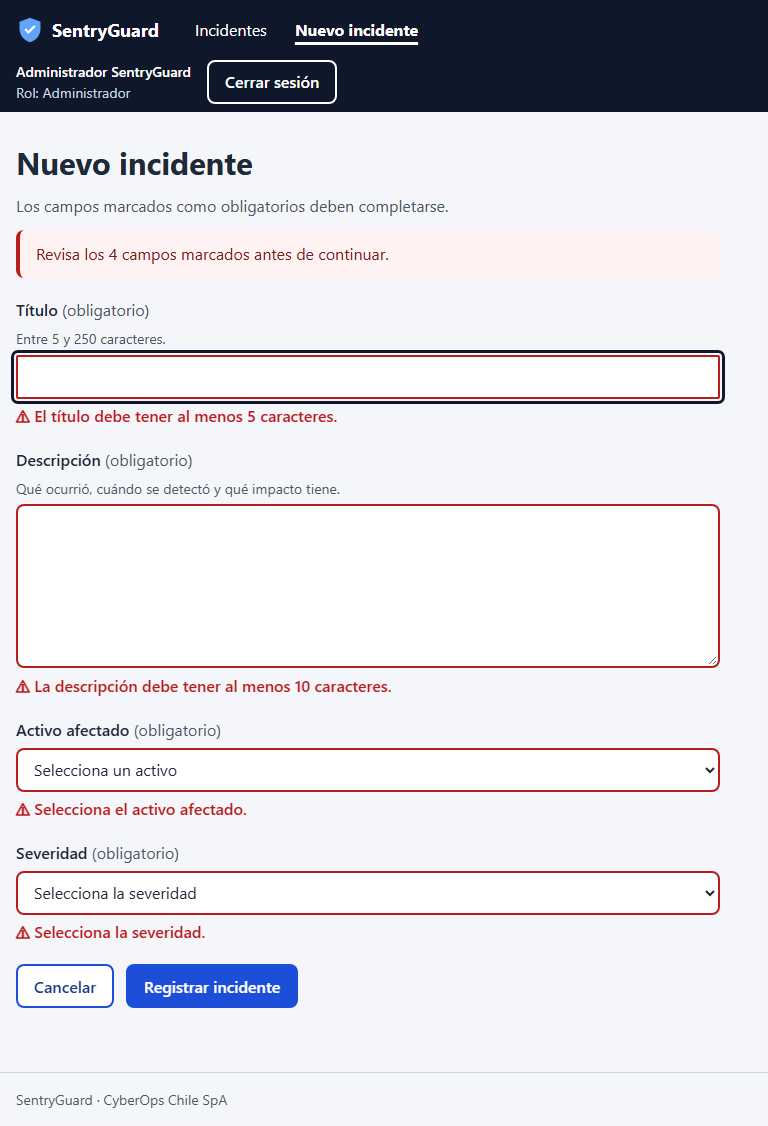 SentryGuard
Incidentes
Nuevo incidente
Administrador SentryGuard
Rol: Administrador
Cerrar sesión
Nuevo incidente
Los campos marcados como obligatorios deben completarse.
Revisa los 4 campos marcados antes de continuar.
Título (obligatorio)
Entre 5 y 250 caracteres.
⚠ El título debe tener al menos 5 caracteres.
Descripción (obligatorio)
Qué ocurrió, cuándo se detectó y qué impacto tiene.
⚠ La descripción debe tener al menos 10 caracteres.
Activo afectado (obligatorio)
Selecciona un activo
⚠ Selecciona el activo afectado.
Severidad (obligatorio)
Selecciona la severidad
⚠ Selecciona la severidad.
Cancelar
Registrar incidente
SentryGuard · CyberOps Chile SpA